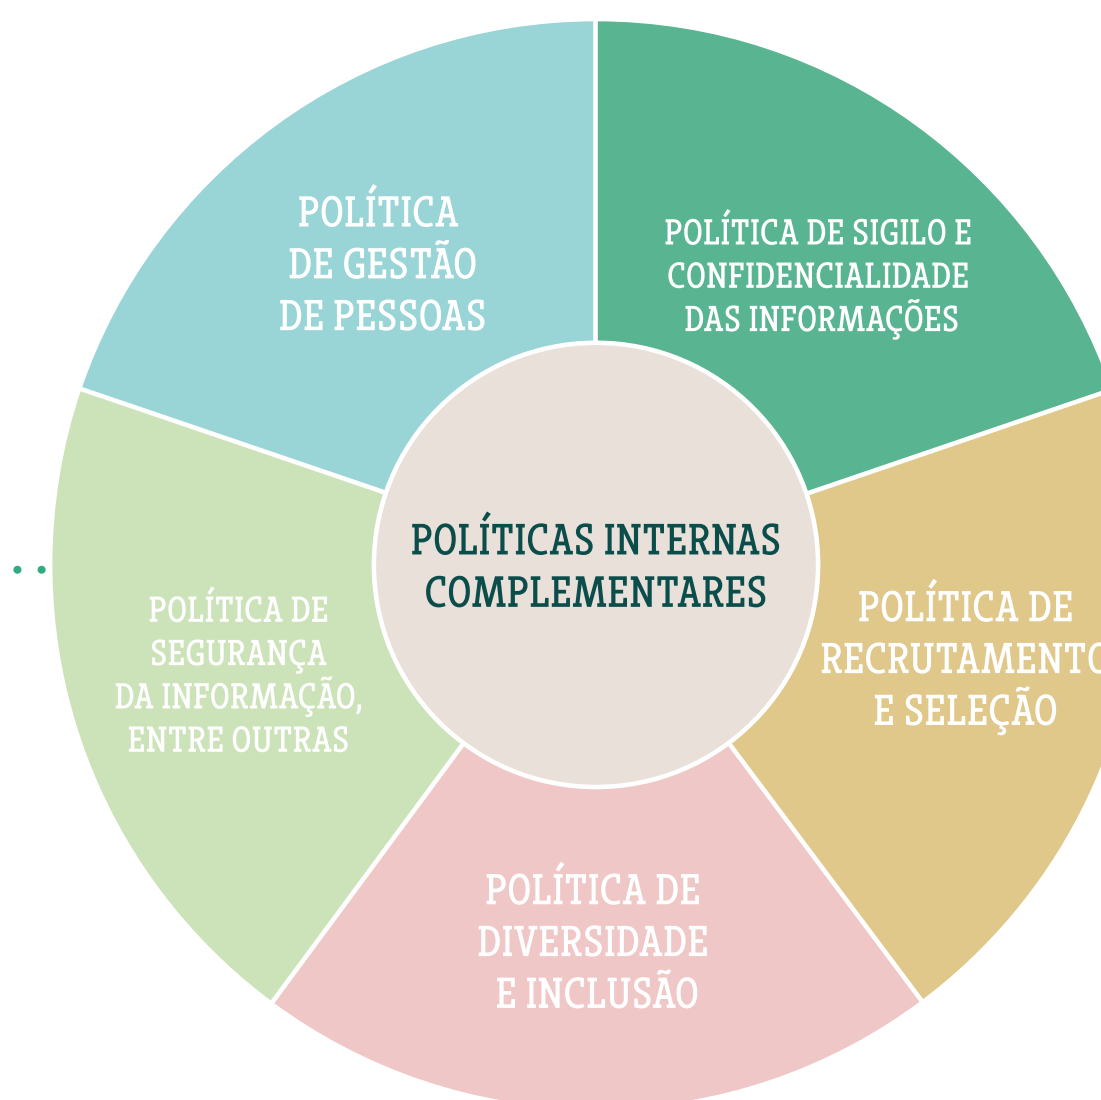 POLÍTICA
DE GESTÃO
DE PESSOAS
POLÍTICA DE SIGILO E
CONFIDENCIALIDADE
DAS INFORMAÇÕES
POLÍTICAS INTERNAS
COMPLEMENTARES
POLÍTICA DE
RECRUTAMENTO
E SELEÇÃO
POLÍTICA DE
SEGURANÇA
DA INFORMAÇÃO,
ENTRE OUTRAS
POLÍTICA DE
DIVERSIDADE
E INCLUSÃO